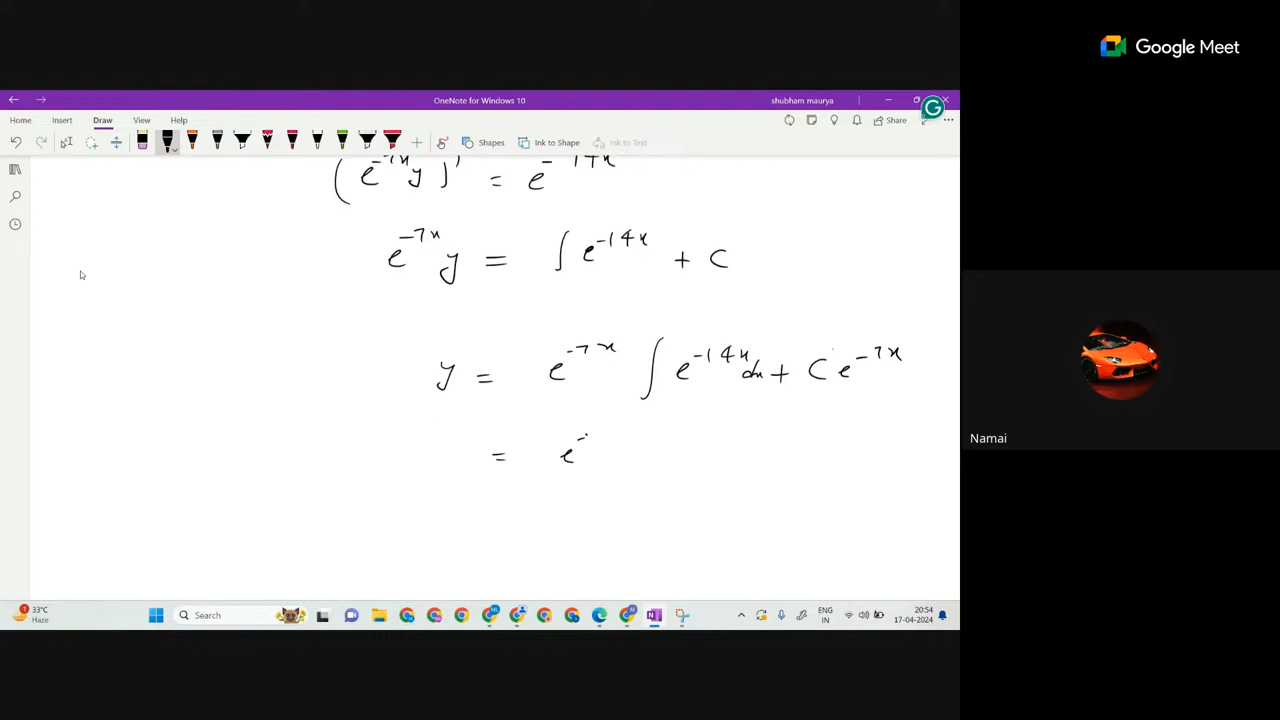 Google Meet
OneNote for Windows 10
shubham maurya
Home Insert Draw View Help
Share
Shapes Ink to Shape Ink to Text
(e^{-7x} y)' = e^{-14x}
e^{-7x} y = ∫ e^{-14x} + C
y = e^{-7x} ∫ e^{-14x} dx + C e^{-7x}
= e^{-}
Namai
1
33°C
Haze
Search
ENG
IN
20:54
17-04-2024